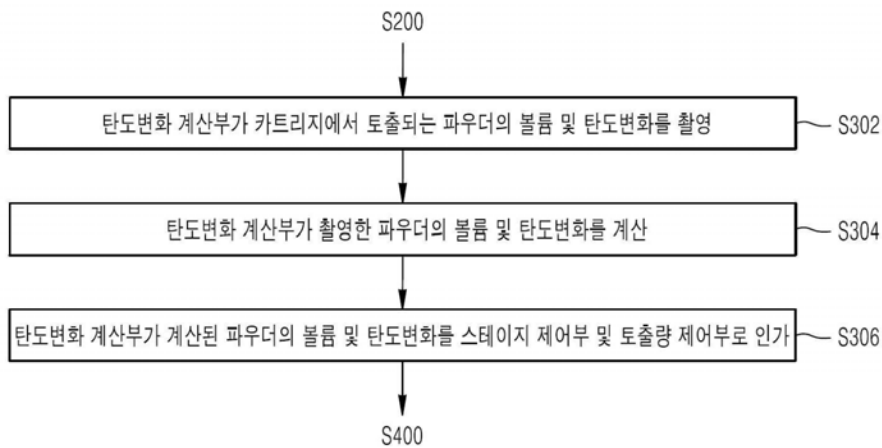 S200
탄도변화 계산부가 카트리지에서 토출되는 파우더의 볼륨 및 탄도변화를 촬영
S302
탄도변화 계산부가 촬영한 파우더의 볼륨 및 탄도변화를 계산
S304
탄도변화 계산부가 계산된 파우더의 볼륨 및 탄도변화를 스테이지 제어부 및 토출량 제어부로 인가
S306
S400